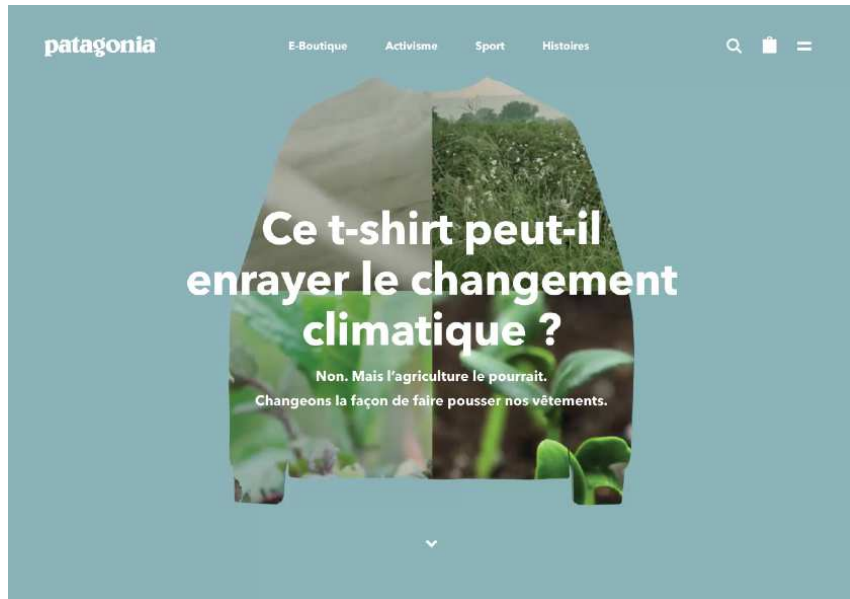 patagonia
E-Boutique Activisme Sport Histoires
Ce t-shirt peut-il
enrayer le changement
climatique ?
Non. Mais l’agriculture le pourrait.
Changeons la façon de faire pousser nos vêtements.